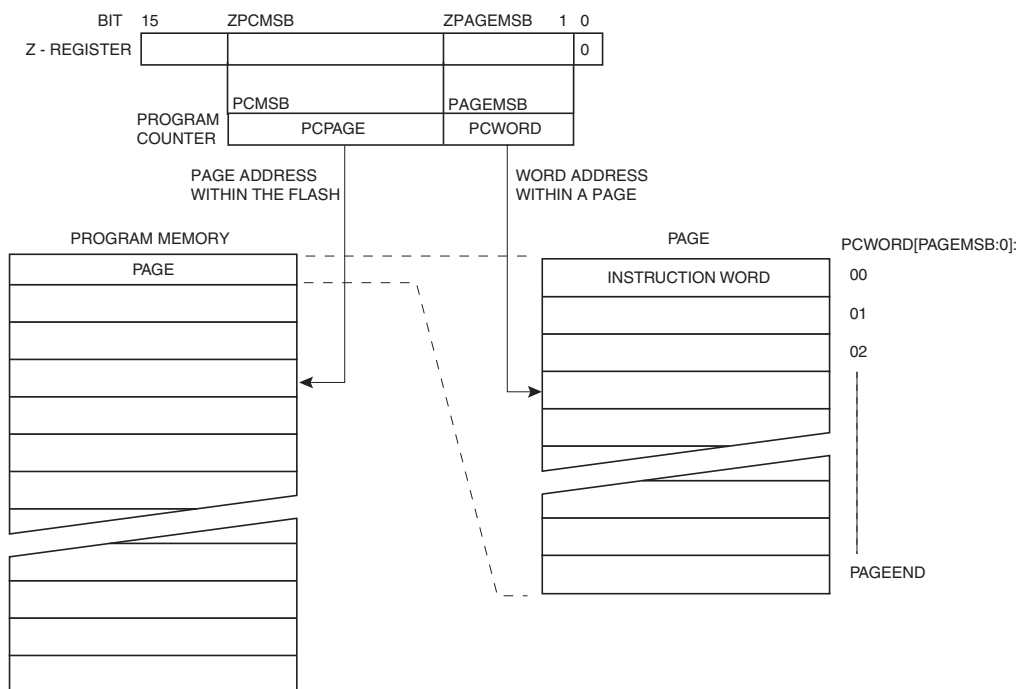 BIT 15 ZPCMSB ZPAGEMSB 1 0
Z - REGISTER 0
PCMSB PAGEMSB
PROGRAM
COUNTER
PCPAGE PCWORD
PAGE ADDRESS
WITHIN THE FLASH
WORD ADDRESS
WITHIN A PAGE
PROGRAM MEMORY
PAGE
PAGE
PCWORD[PAGEMSB:0]:
INSTRUCTION WORD 00
01
02
PAGEEND